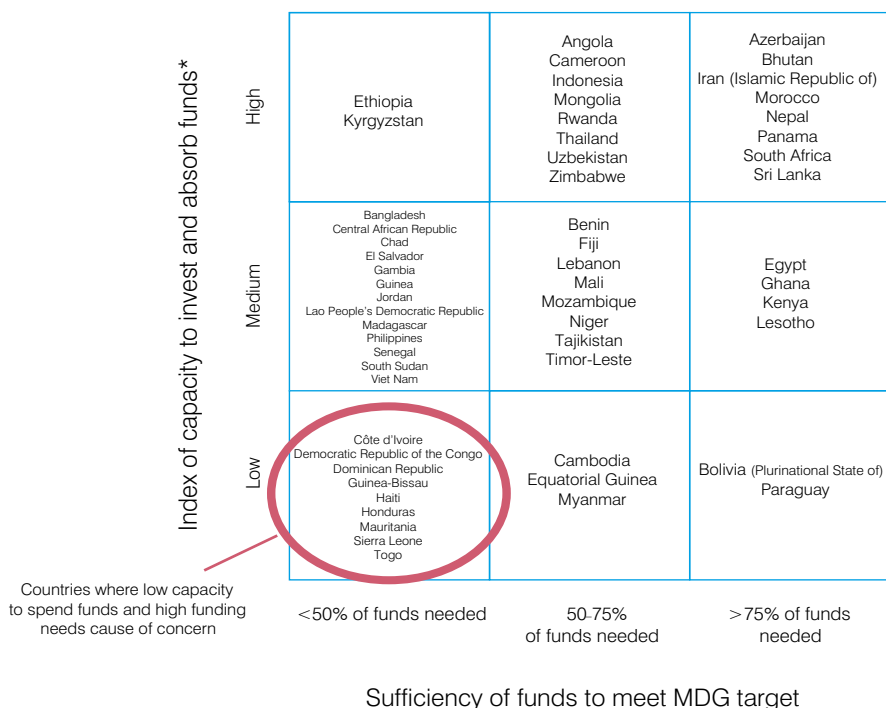 Index of capacity to invest and absorb funds*
High
Ethiopia
Kyrgyzstan
Angola
Cameroon
Indonesia
Mongolia
Rwanda
Thailand
Uzbekistan
Zimbabwe
Azerbaijan
Bhutan
Iran (Islamic Republic of)
Morocco
Nepal
Panama
South Africa
Sri Lanka
Medium
Bangladesh
Central African Republic
Chad
El Salvador
Gambia
Guinea
Jordan
Lao People's Democratic Republic
Madagascar
Philippines
Senegal
South Sudan
Viet Nam
Benin
Fiji
Lebanon
Mali
Mozambique
Niger
Tajikistan
Timor-Leste
Egypt
Ghana
Kenya
Lesotho
Low
Côte d'Ivoire
Democratic Republic of the Congo
Dominican Republic
Guinea-Bissau
Haiti
Honduras
Mauritania
Sierra Leone
Togo
Cambodia
Equatorial Guinea
Myanmar
Bolivia (Plurinational State of)
Paraguay
Countries where low capacity
to spend funds and high funding
needs cause of concern
<50% of funds needed
50-75%
of funds needed
>75% of funds
needed
Sufficiency of funds to meet MDG target